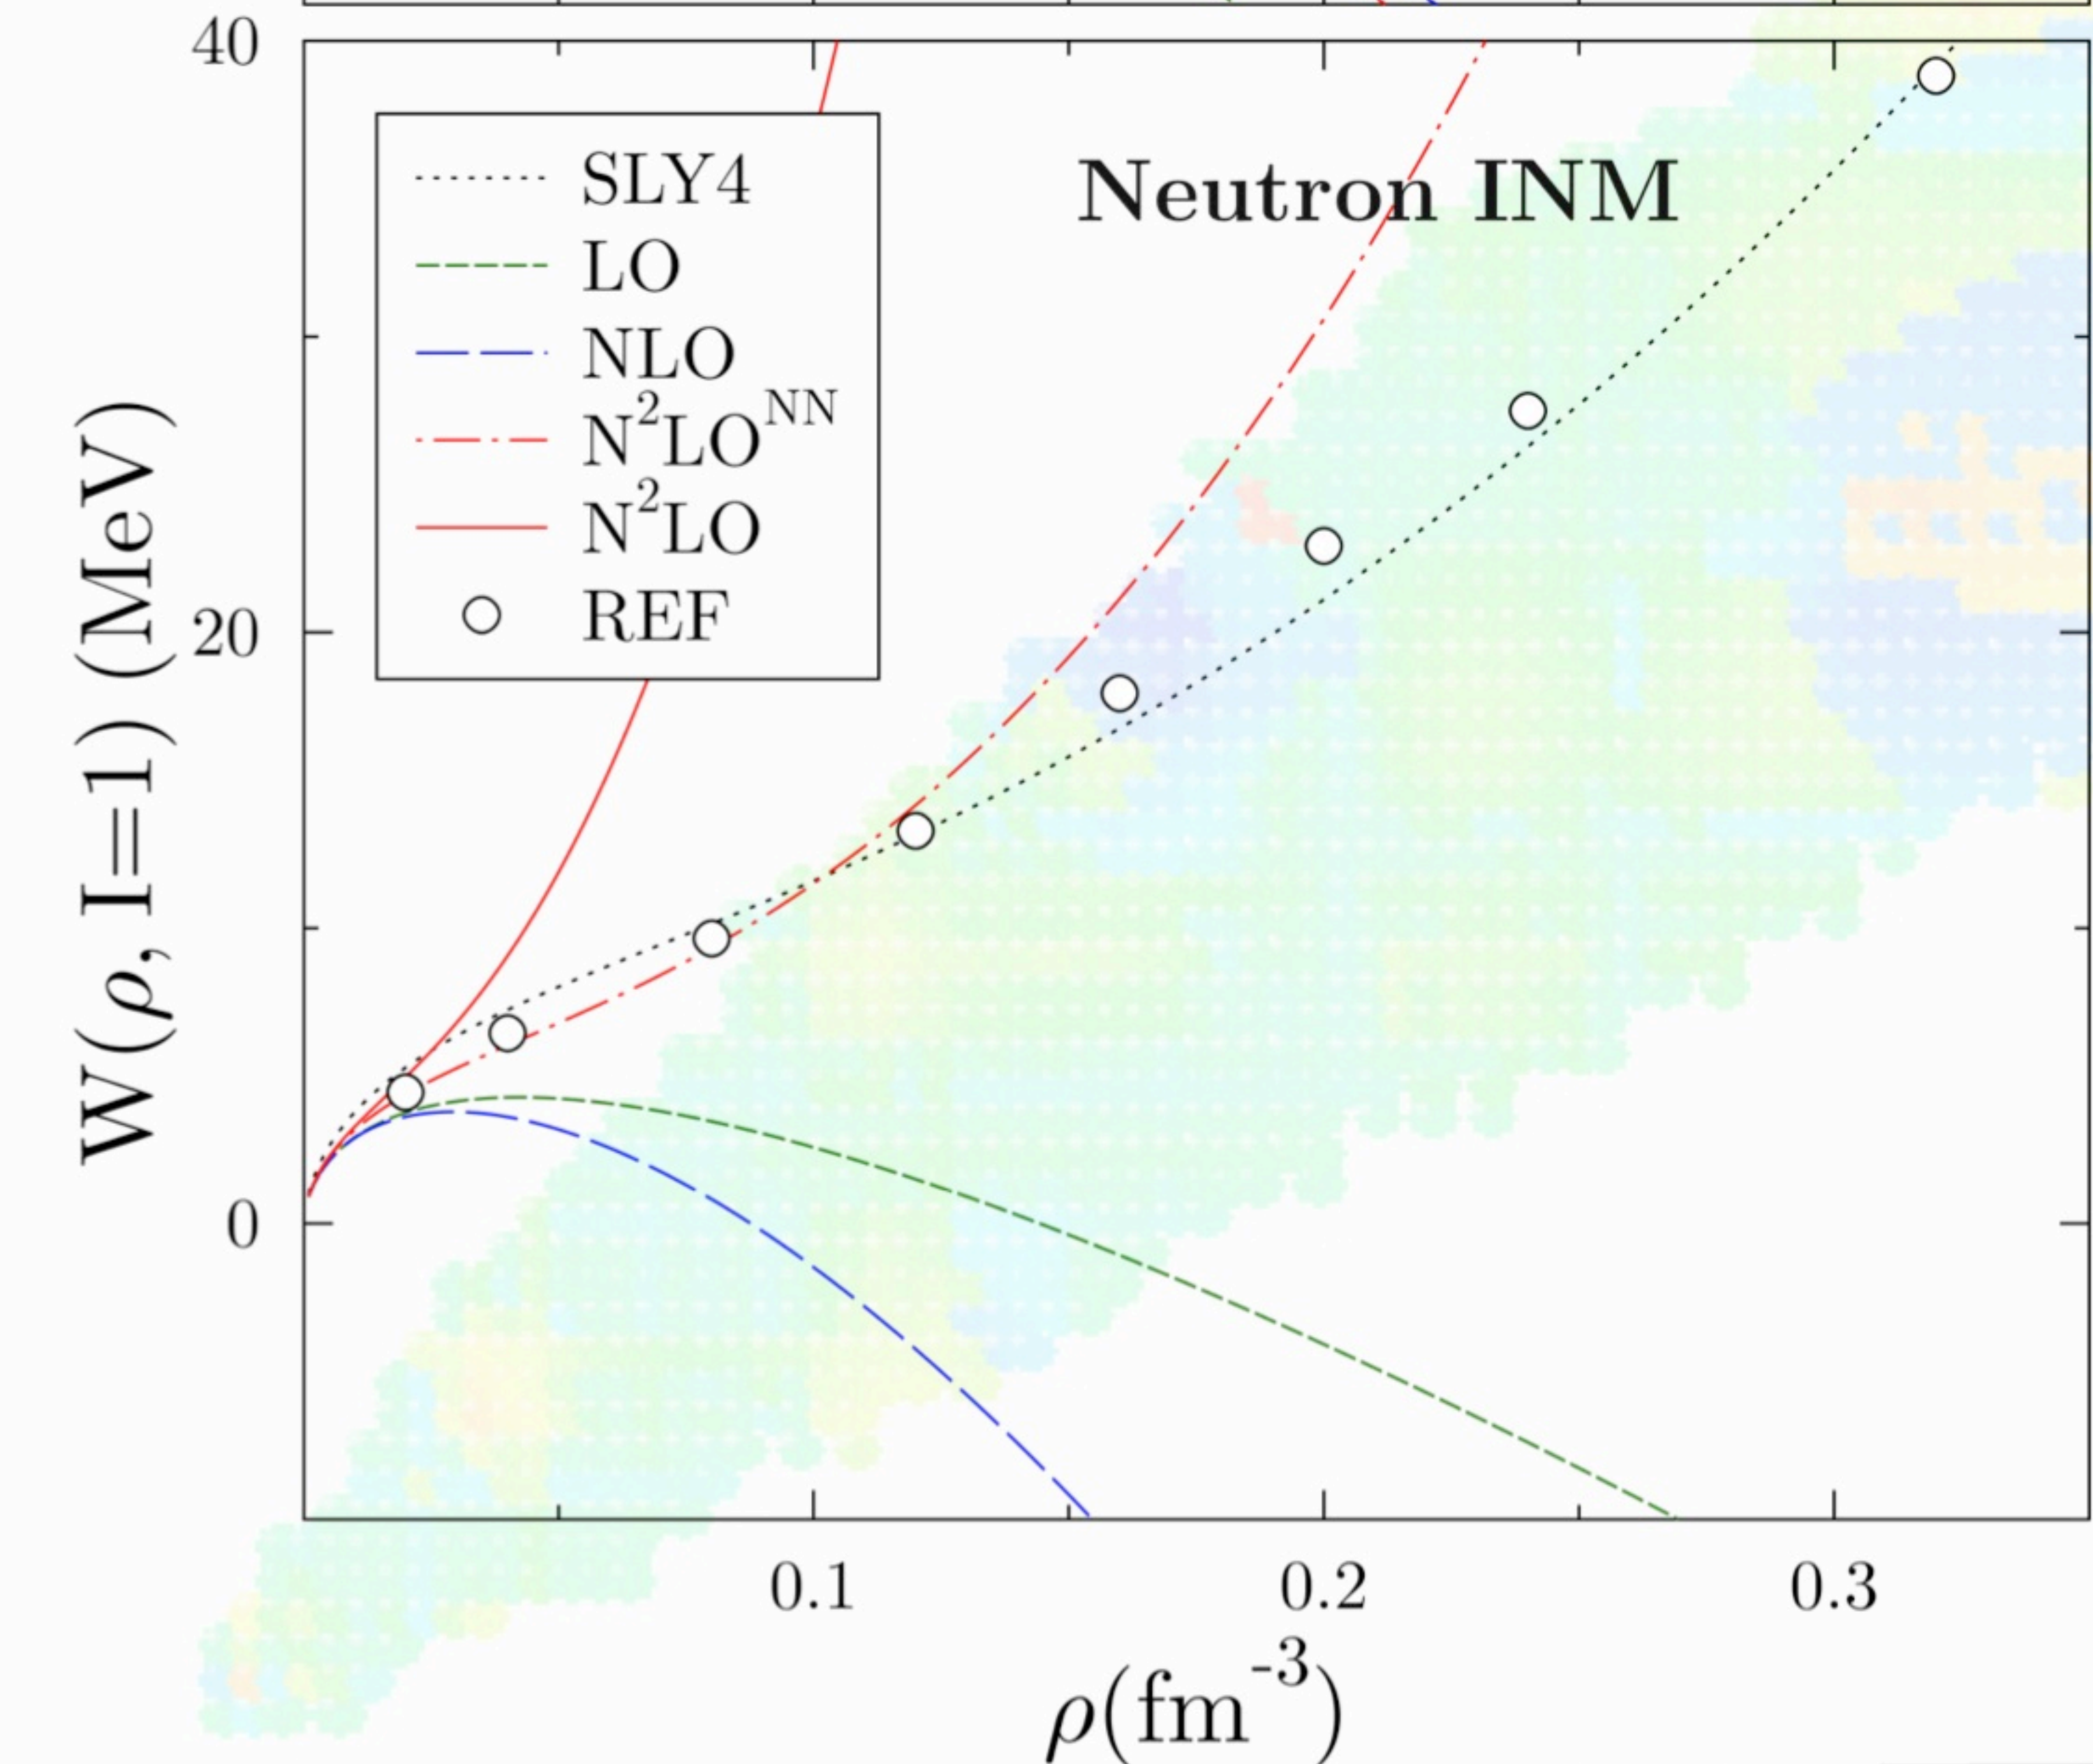 40
SLY4
LO
NLO
N²LOᴺᴺ
N²LO
REF
Neutron INM
W(ρ, I=1) (MeV)
20
0
0.1 0.2 0.3
ρ(fm⁻³)